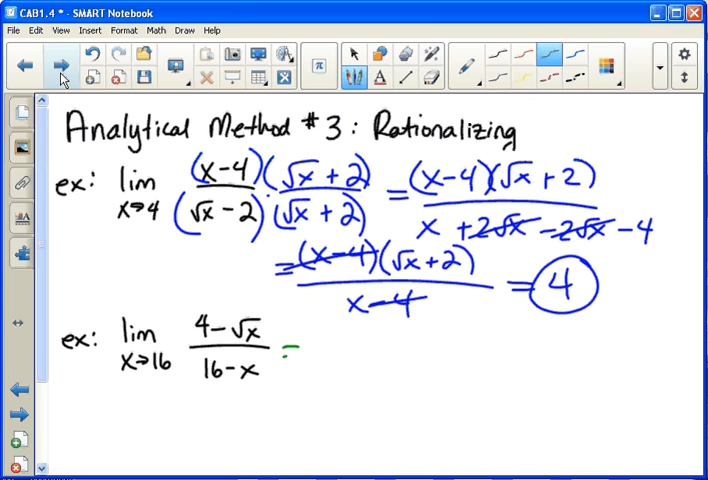 CAB1.4 * - SMART Notebook
File Edit View Insert Format Draw Help
Analytical Method #3: Rationalizing
ex: lim x→4 (x-4)/(√x-2) · (√x+2)/(√x+2) = (x-4)(√x+2)/(x+2√x-2√x-4)
= (x-4)(√x+2)/(x-4) = 4
ex: lim x→16 (4-√x)/(16-x) =